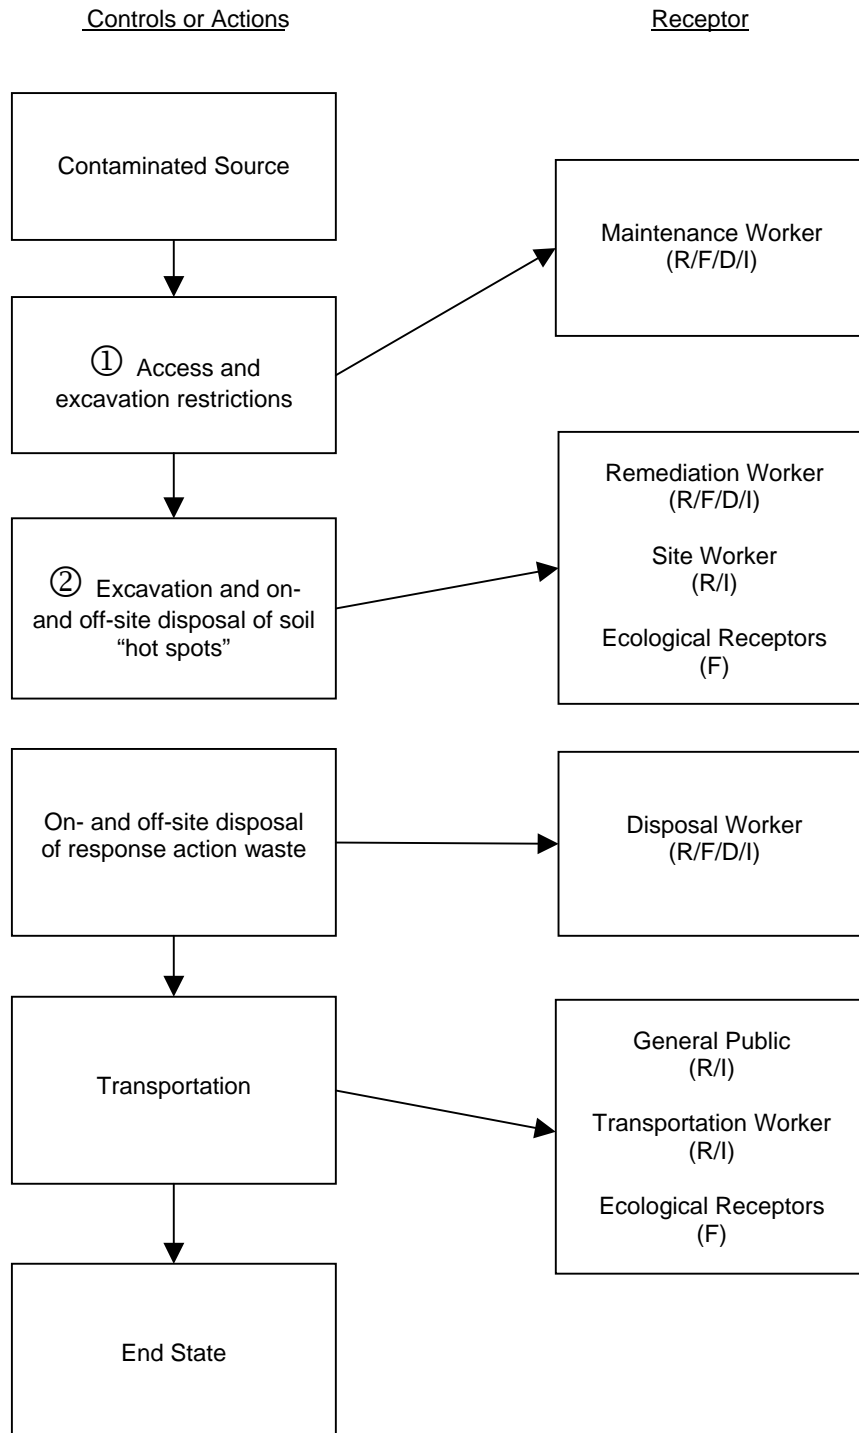 Controls or Actions
Receptor
Contaminated Source
Maintenance Worker
(R/F/D/I)
① Access and
excavation restrictions
Remediation Worker
(R/F/D/I)
Site Worker
(R/I)
Ecological Receptors
(F)
② Excavation and on-
and off-site disposal of soil
“hot spots”
On- and off-site disposal
of response action waste
Disposal Worker
(R/F/D/I)
Transportation
General Public
(R/I)
Transportation Worker
(R/I)
Ecological Receptors
(F)
End State